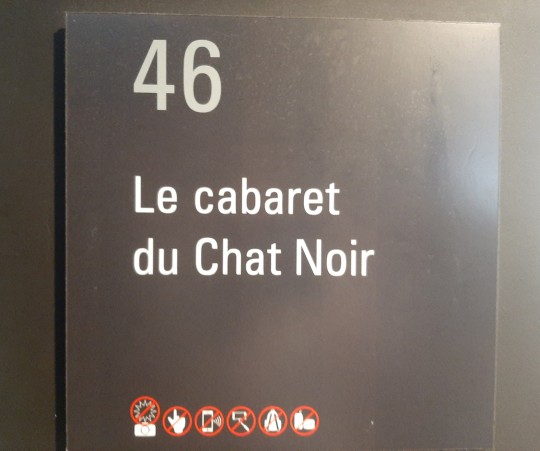 46
Le cabaret
du Chat Noir